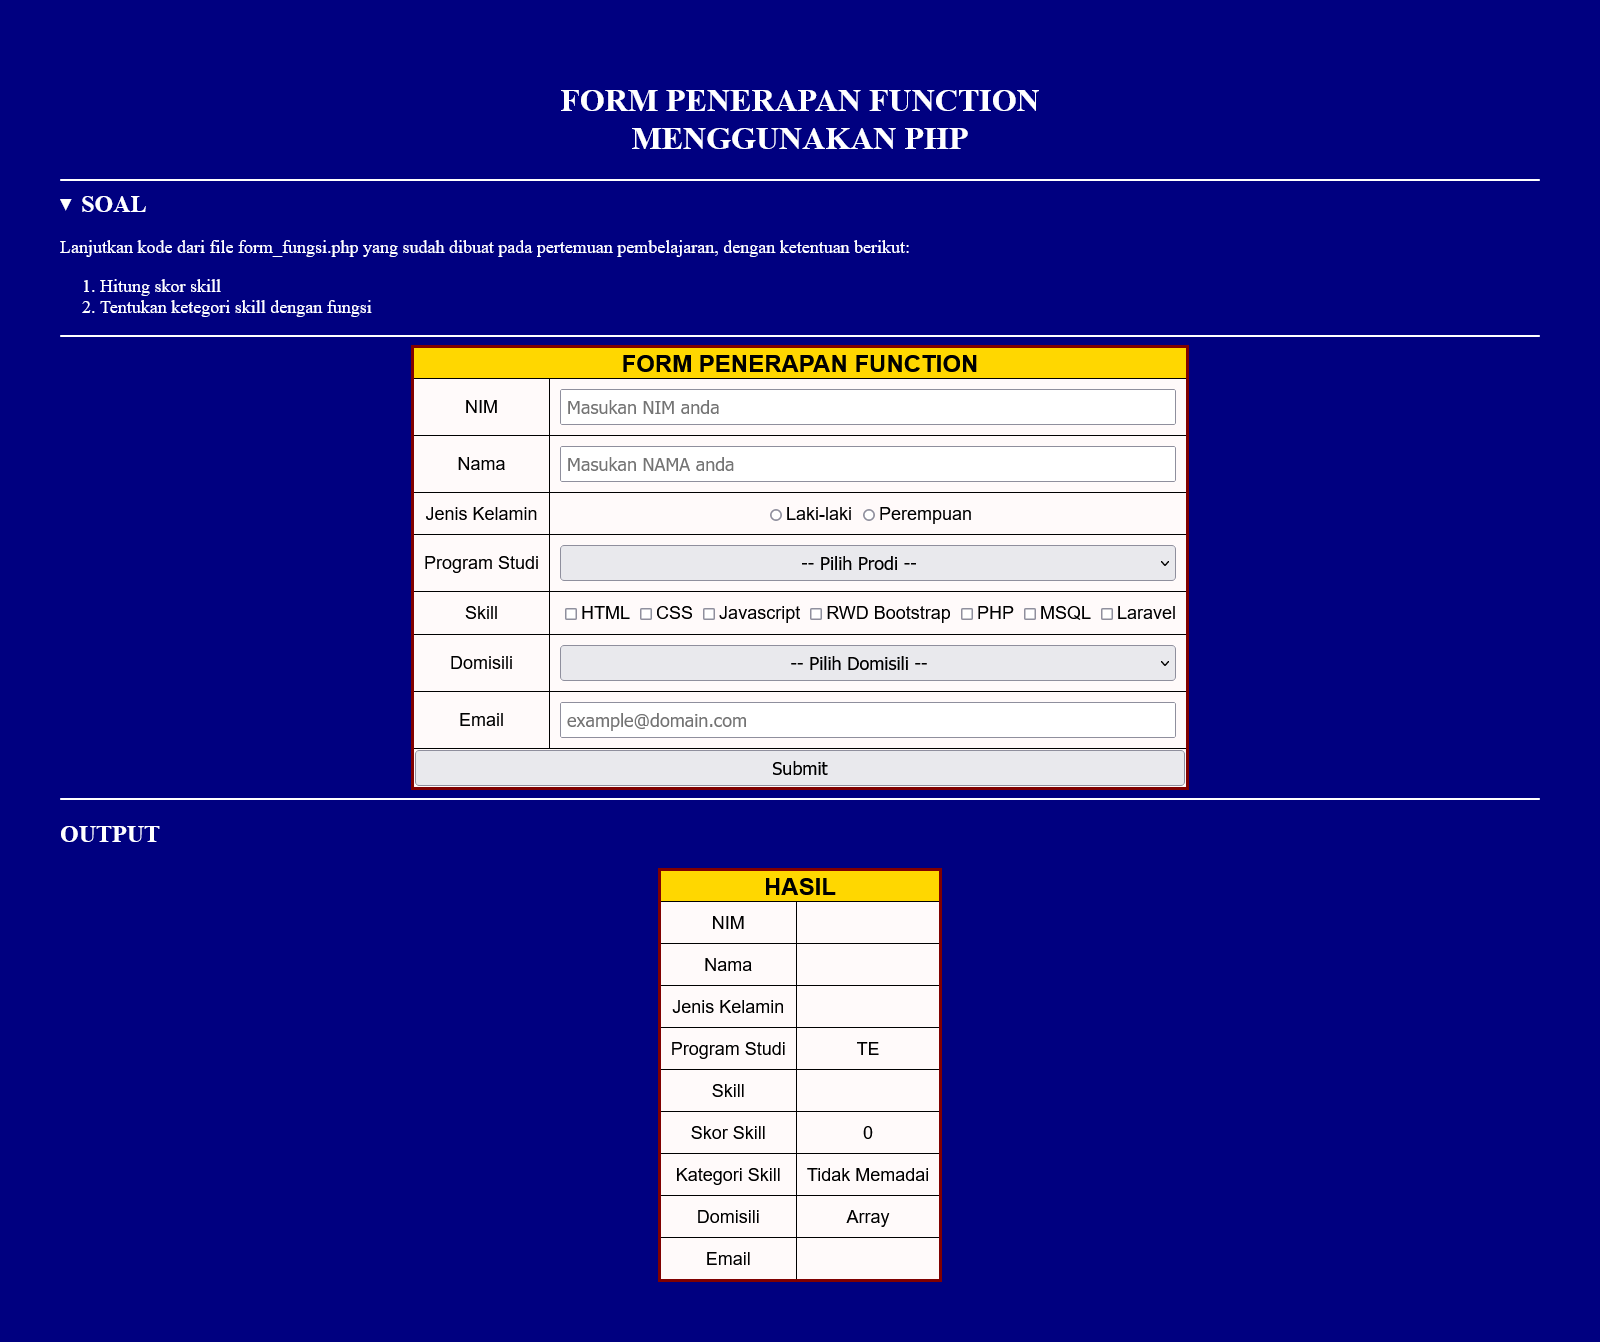 FORM PENERAPAN FUNCTION
MENGGUNAKAN PHP
▼ SOAL
Lanjutkan kode dari file form_fungsi.php yang sudah dibuat pada pertemuan pembelajaran, dengan ketentuan berikut:
1. Hitung skor skill
2. Tentukan ketegori skill dengan fungsi
FORM PENERAPAN FUNCTION
NIM Masukan NIM anda
Nama Masukan NAMA anda
Jenis Kelamin Laki-laki Perempuan
Program Studi -- Pilih Prodi --
Skill HTML CSS Javascript RWD Bootstrap PHP MSQL Laravel
Domisili -- Pilih Domisili --
Email example@domain.com
Submit
OUTPUT
HASIL
NIM
Nama
Jenis Kelamin
Program Studi TE
Skill
Skor Skill 0
Kategori Skill Tidak Memadai
Domisili Array
Email